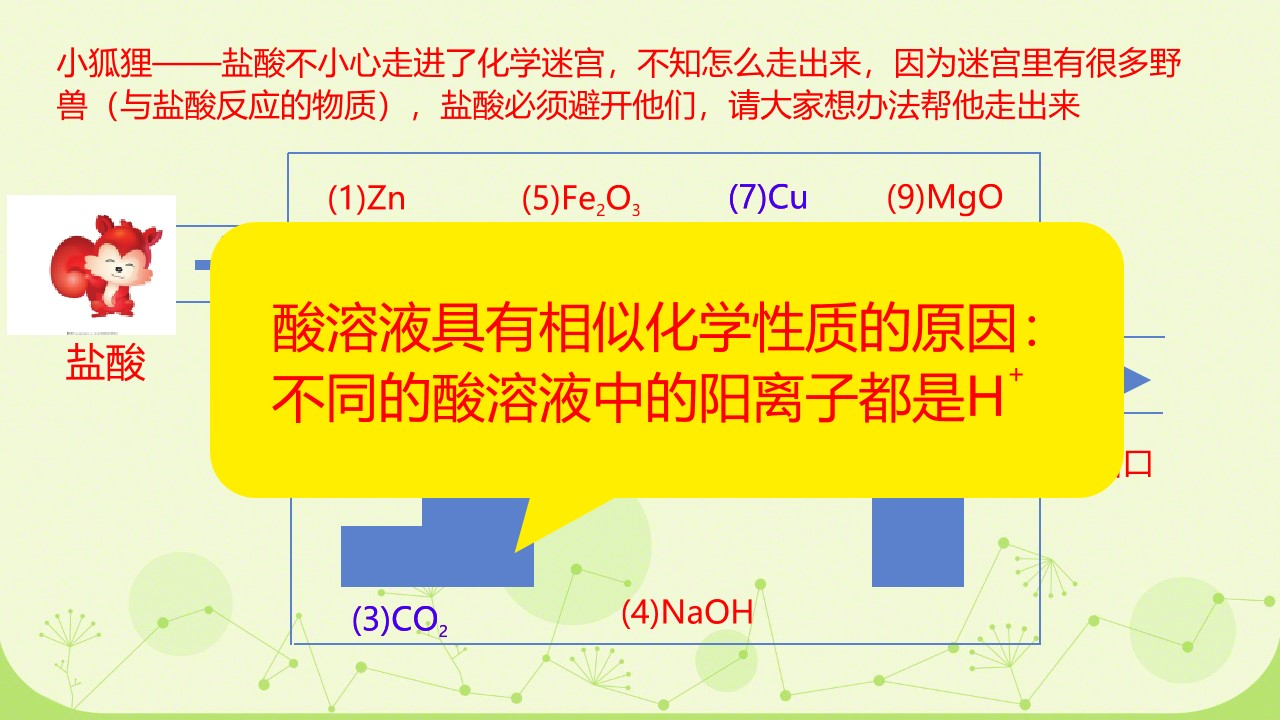 小狐狸——盐酸不小心走进了化学迷宫，不知怎么走出来，因为迷宫里有很多野
兽（与盐酸反应的物质），盐酸必须避开他们，请大家想办法帮他走出来
(1)Zn (5)Fe₂O₃ (7)Cu (9)MgO
盐酸
酸溶液具有相似化学性质的原因：
不同的酸溶液中的阳离子都是H⁺
口
(3)CO₂ (4)NaOH